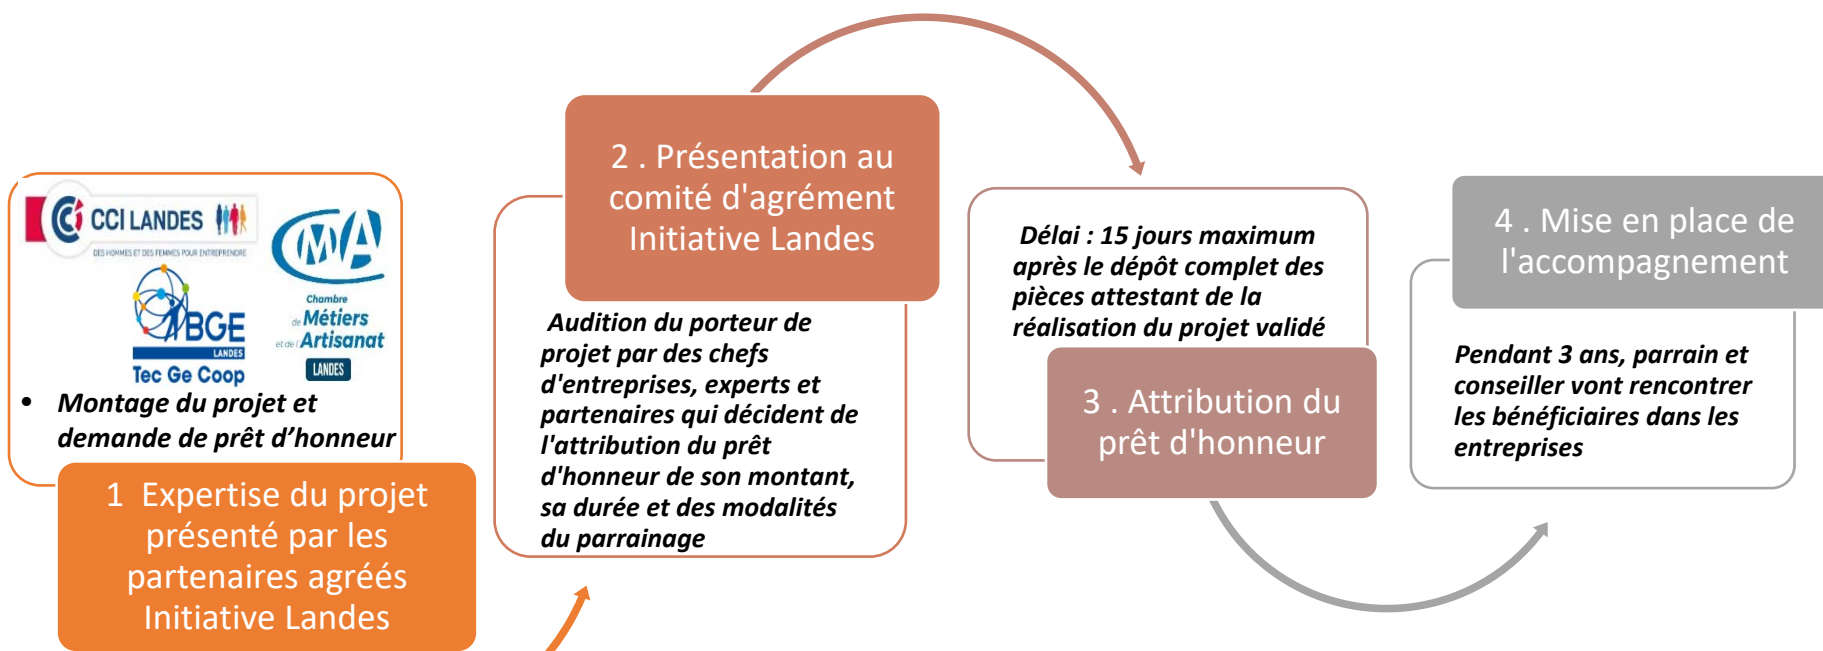 CCI LANDES
DES HOMMES ET DES FEMMES POUR ENTREPRENDRE
CMA
Chambre
de Métiers
et de l'Artisanat
LANDES
BGE
LANDES
Tec Ge Coop
• Montage du projet et
demande de prêt d’honneur
1 Expertise du projet
présenté par les
partenaires agréés
Initiative Landes
2 . Présentation au
comité d'agrément
Initiative Landes
Audition du porteur de
projet par des chefs
d'entreprises, experts et
partenaires qui décident de
l'attribution du prêt
d'honneur de son montant,
sa durée et des modalités
du parrainage
Délai : 15 jours maximum
après le dépôt complet des
pièces attestant de la
réalisation du projet validé
3 . Attribution du
prêt d'honneur
4 . Mise en place de
l'accompagnement
Pendant 3 ans, parrain et
conseiller vont rencontrer
les bénéficiaires dans les
entreprises